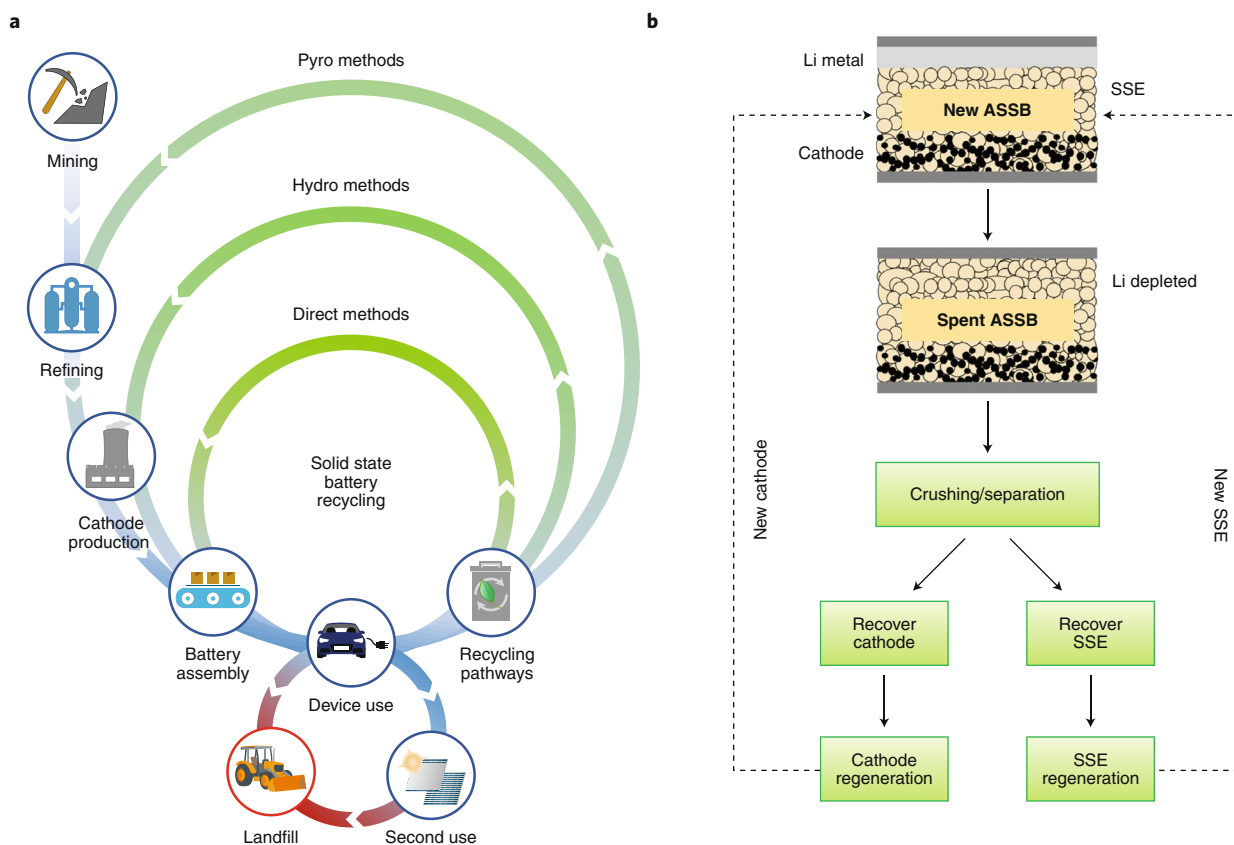 a
Pyro methods
Mining
Hydro methods
Direct methods
Refining
Solid state
battery
recycling
Cathode
production
Battery
assembly
Recycling
pathways
Device use
Landfill
Second use
b
Li metal
SSE
New ASSB
Cathode
Li depleted
Spent ASSB
New cathode
New SSE
Crushing/separation
Recover
cathode
Recover
SSE
Cathode
regeneration
SSE
regeneration